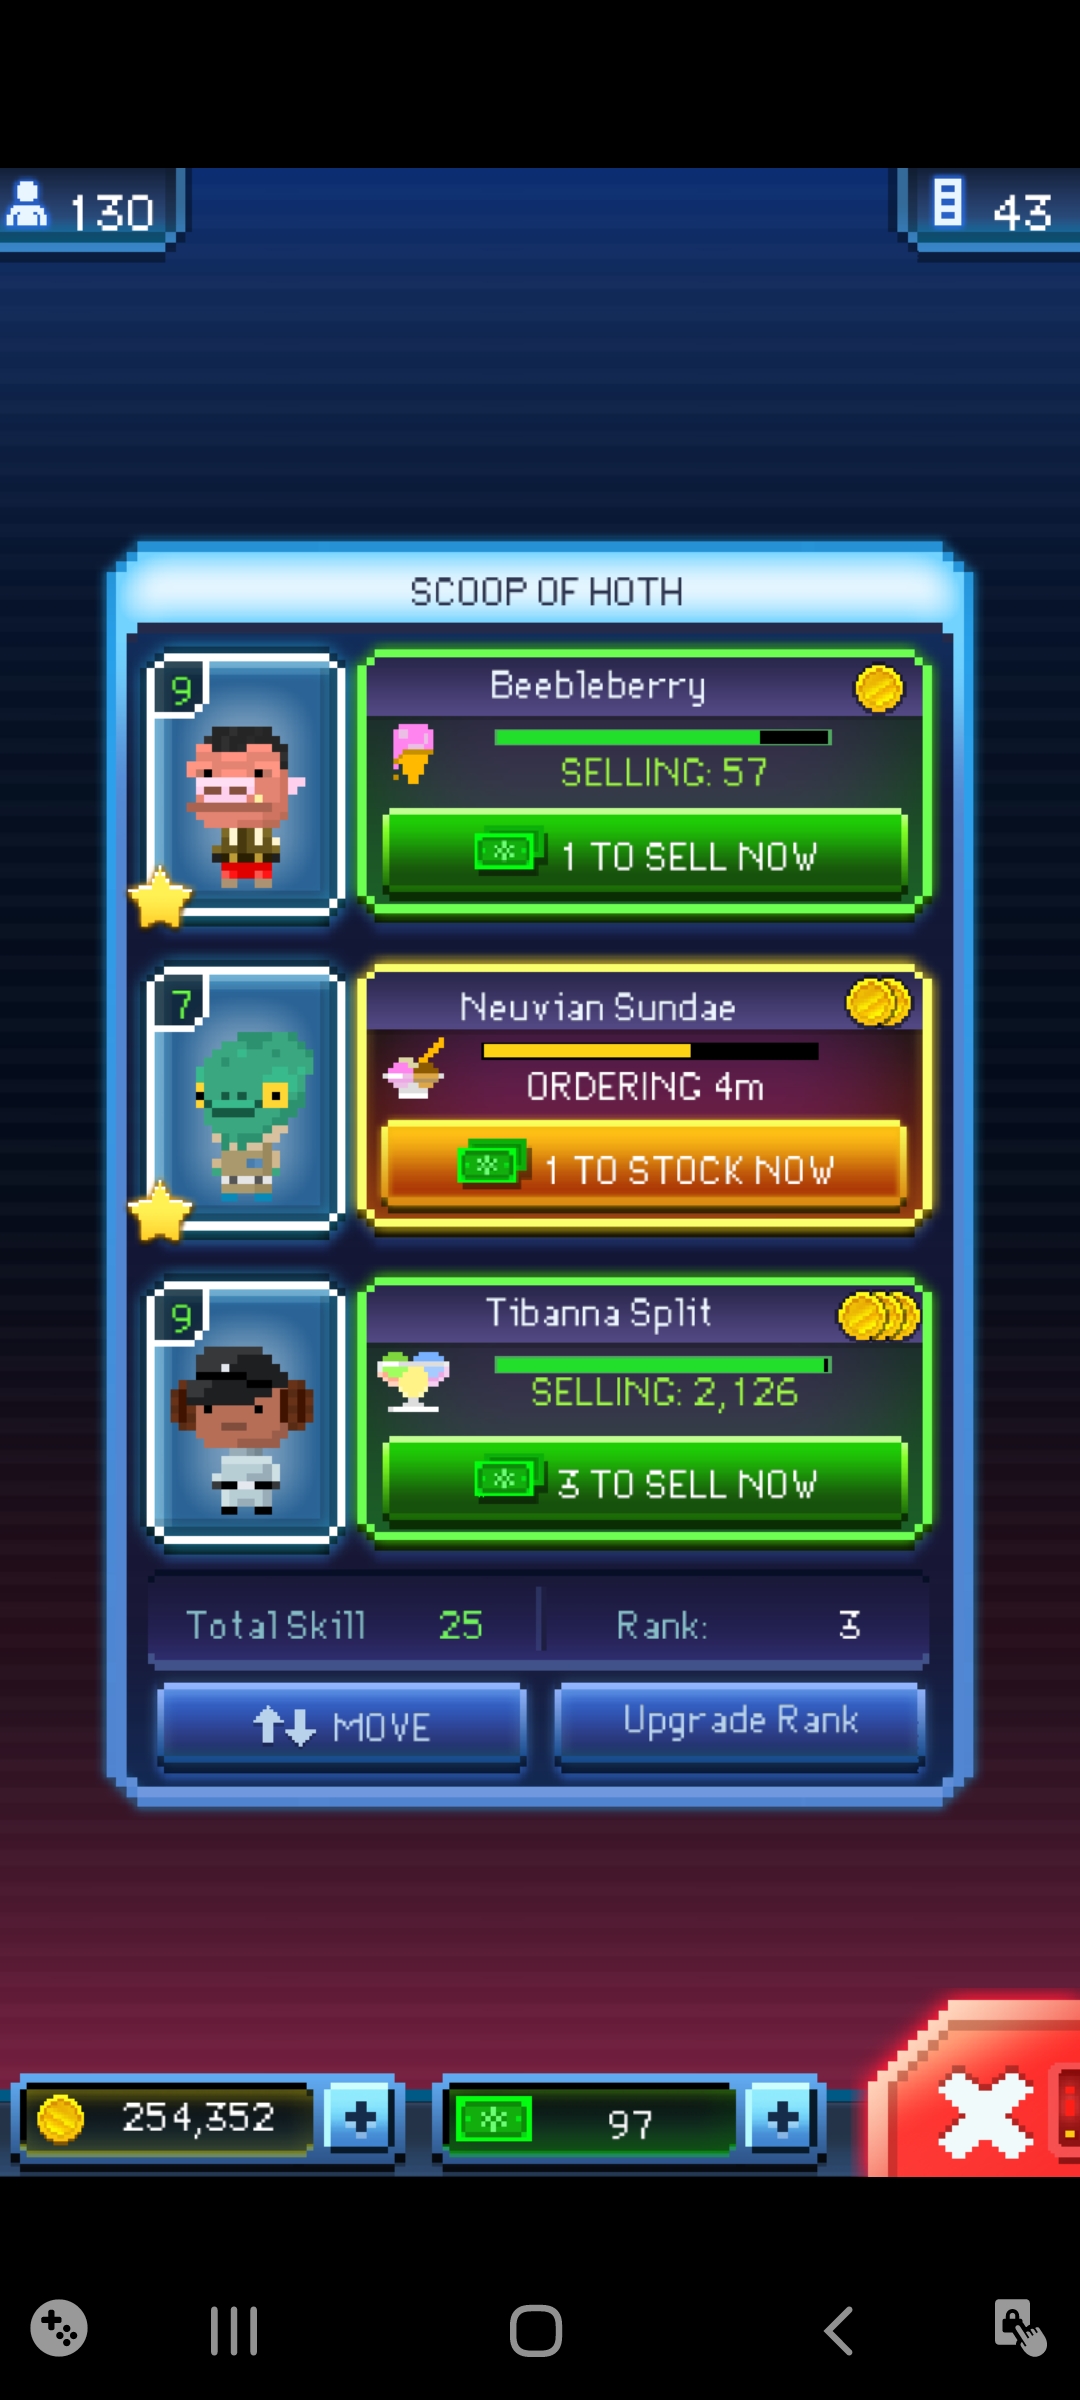 130
43
SCOOP OF HOTH
9
Beebleberry
SELLING: 57
1 TO SELL NOW
7
Neuvian Sundae
ORDERING 4m
1 TO STOCK NOW
9
Tibanna Split
SELLING: 2,126
3 TO SELL NOW
Total Skill 25
Rank: 3
MOVE
Upgrade Rank
254,352
97